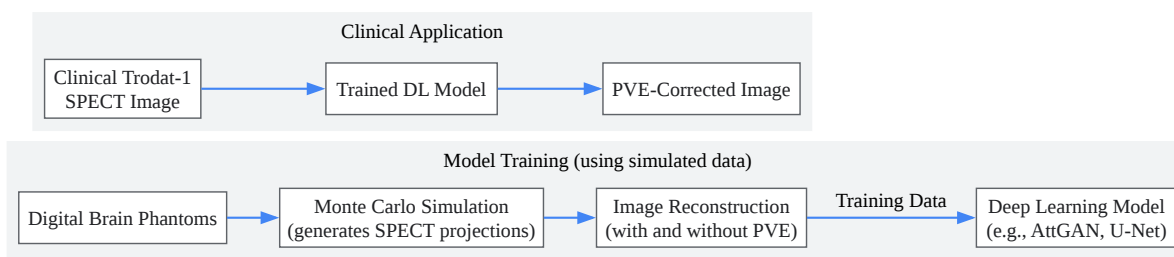 Clinical Application
Clinical Trodat-1
SPECT Image
Trained DL Model
PVE-Corrected Image
Model Training (using simulated data)
Digital Brain Phantoms
Monte Carlo Simulation
(generates SPECT projections)
Image Reconstruction
(with and without PVE)
Training Data
Deep Learning Model
(e.g., AttGAN, U-Net)